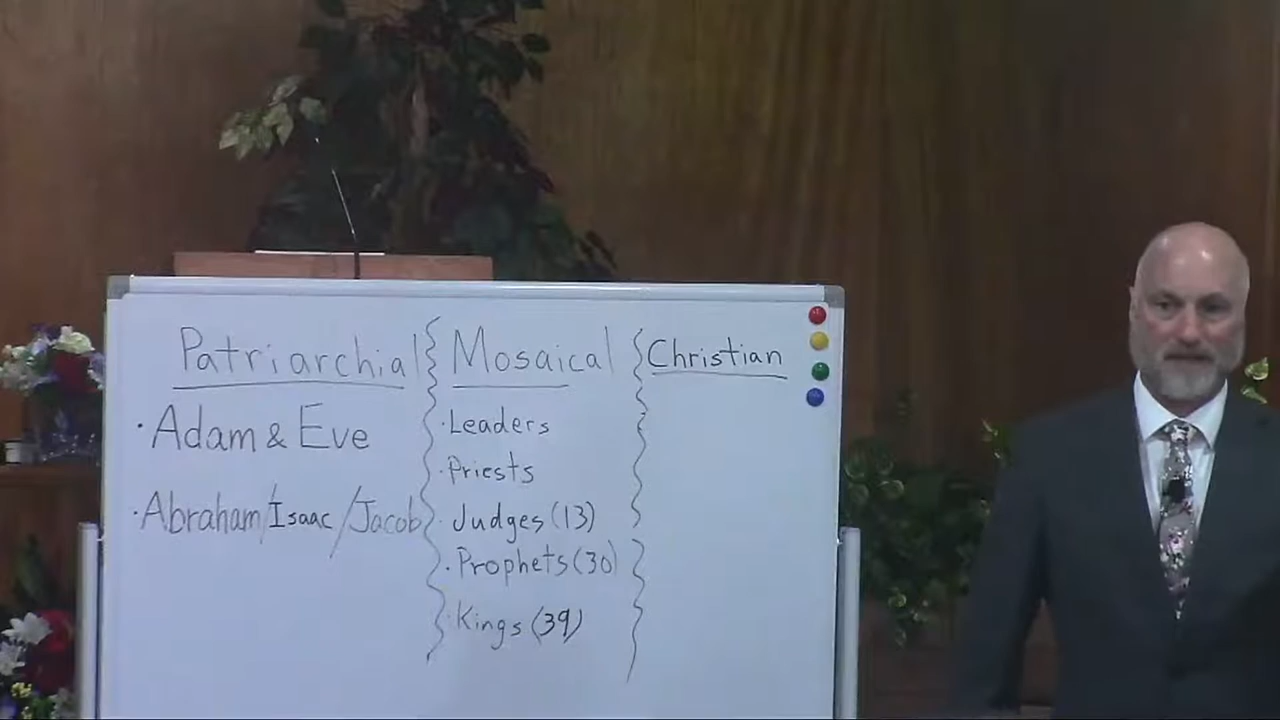 Patriarchial
· Adam & Eve
· Abraham/Isaac/Jacob
Mosaical
· Leaders
· Priests
· Judges (13)
· Prophets (30)
· Kings (39)
Christian